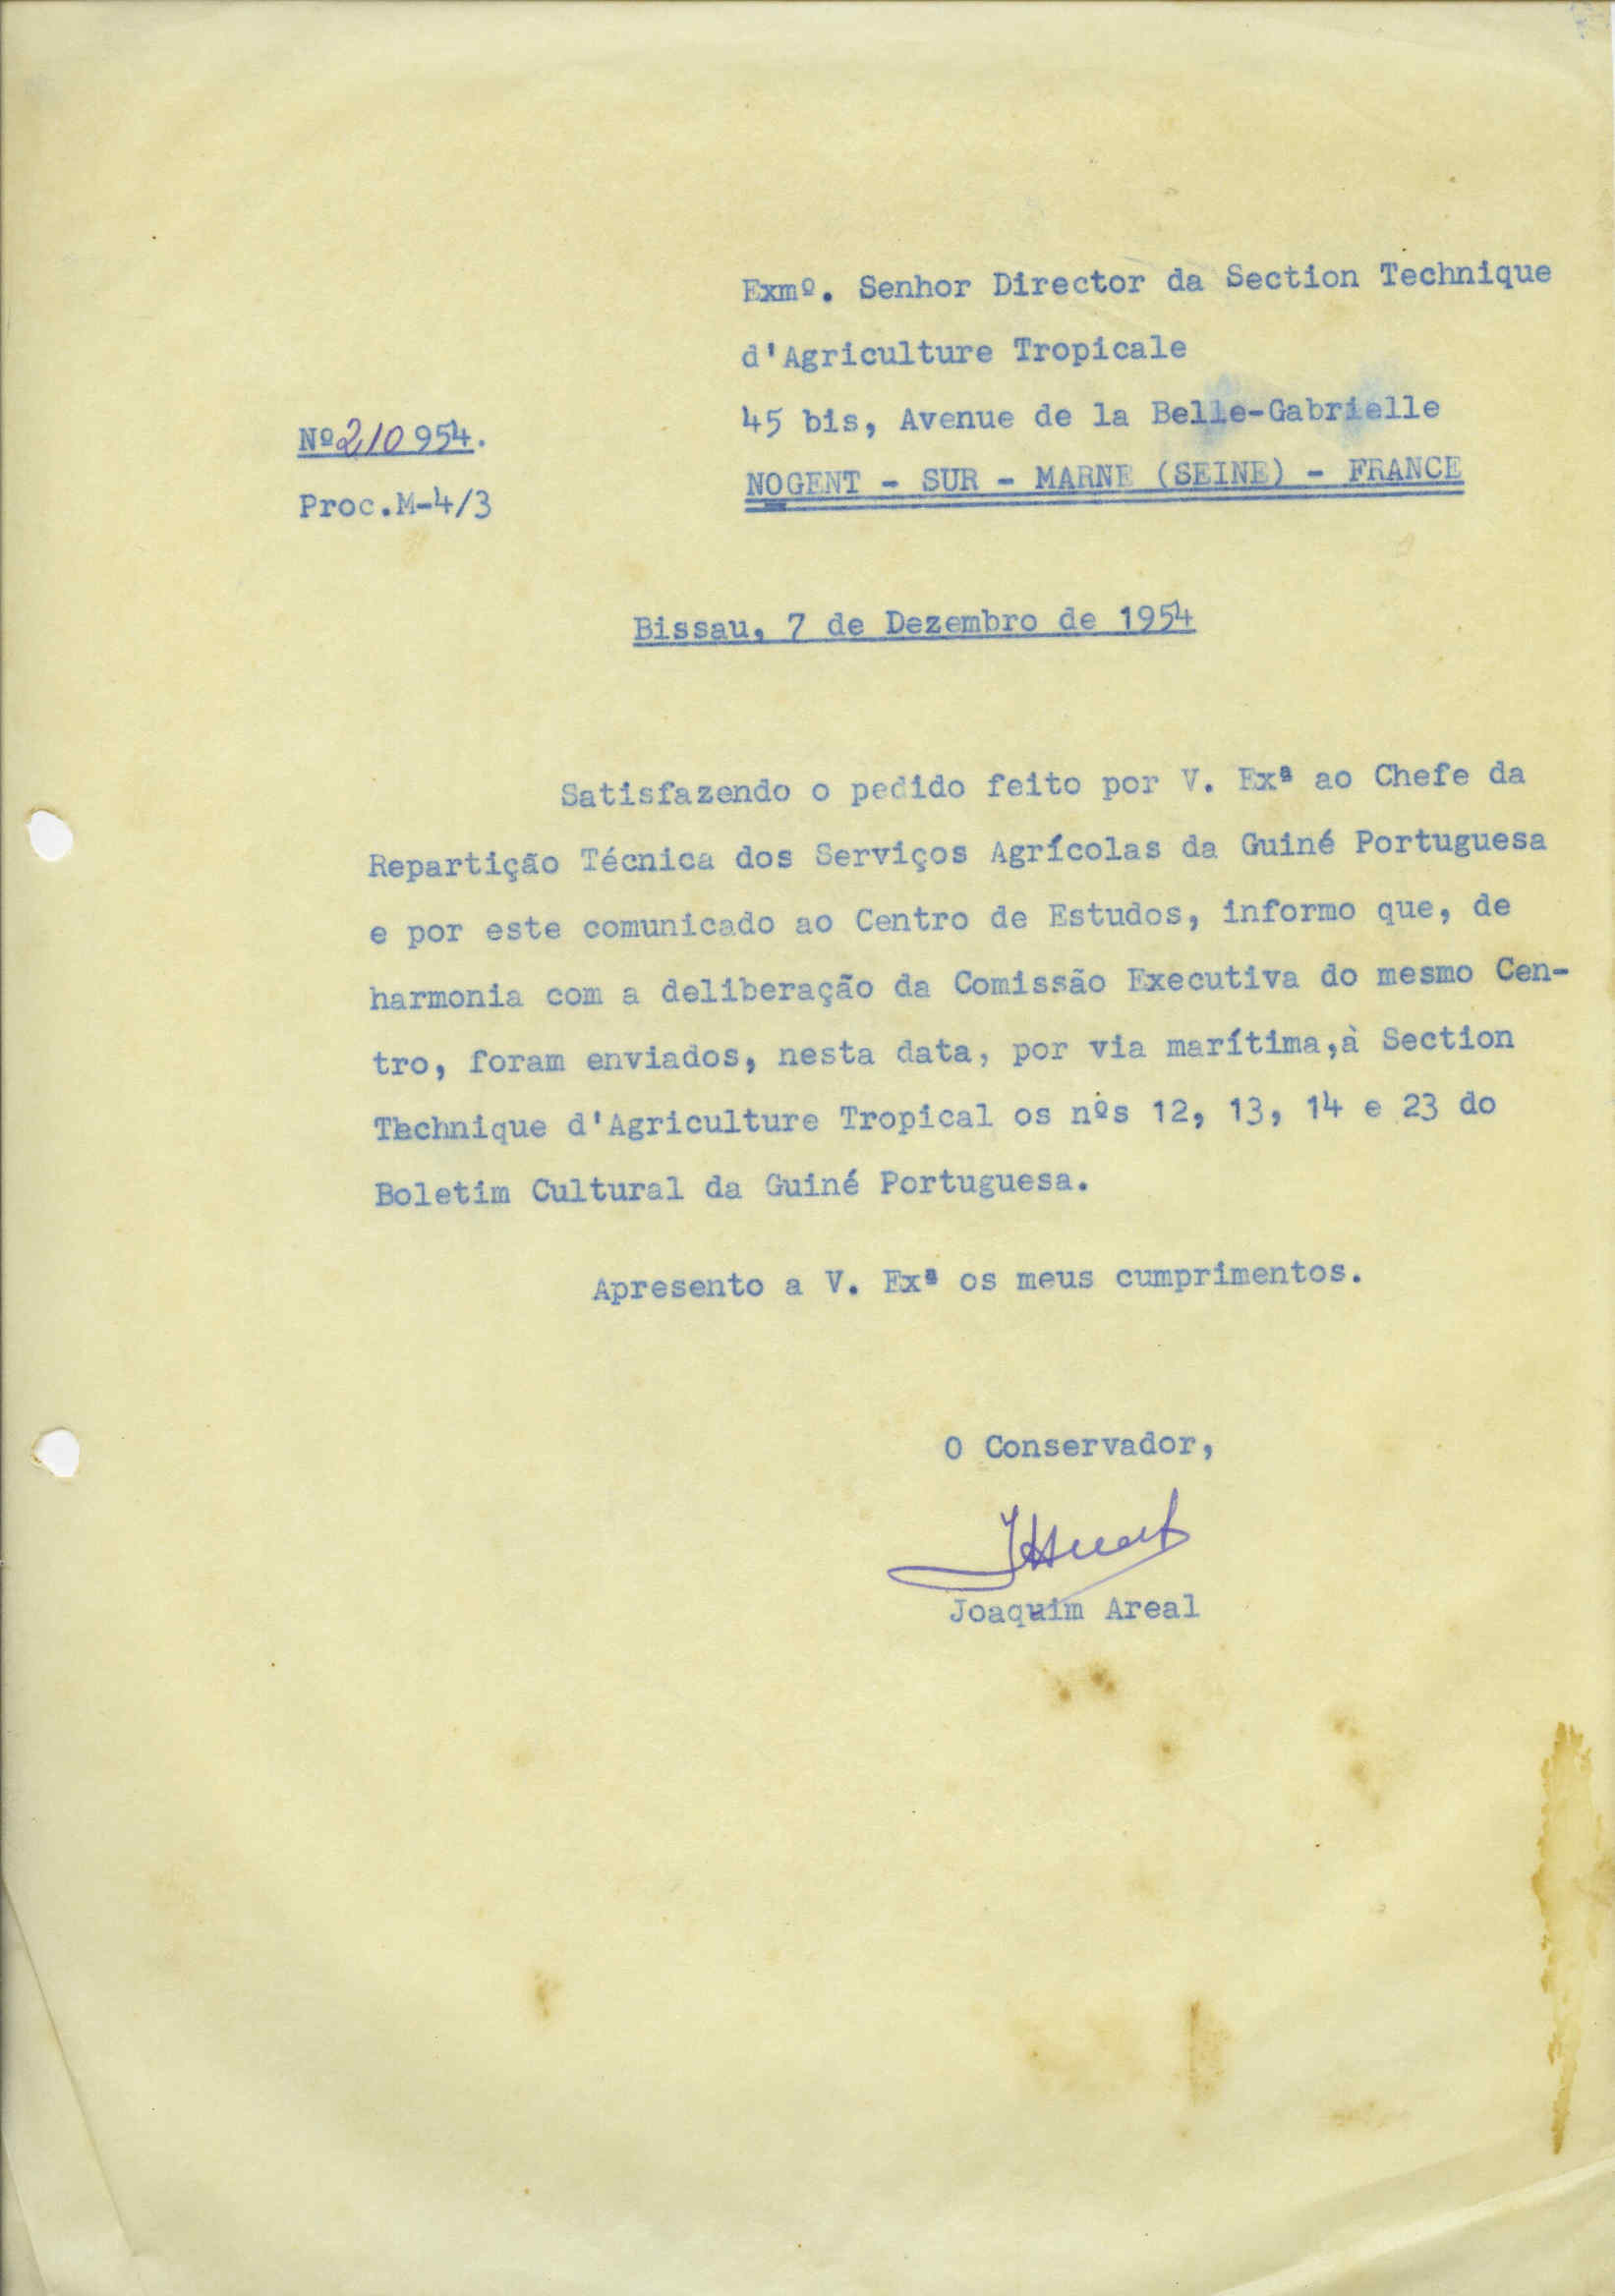 Exmº. Senhor Director da Section Technique
d'Agriculture Tropicale
45 bis, Avenue de la Belle-Gabrielle
NOGENT - SUR - MARNE (SEINE) - FRANCE
Nº210954.
Proc.M-4/3
Bissau, 7 de Dezembro de 1954
Satisfazendo o pedido feito por V. Exª ao Chefe da
Repartição Técnica dos Serviços Agrícolas da Guiné Portuguesa
e por este comunicado ao Centro de Estudos, informo que, de
harmonia com a deliberação da Comissão Executiva do mesmo Cen-
tro, foram enviados, nesta data, por via marítima,à Section
Technique d'Agriculture Tropical os nºs 12, 13, 14 e 23 do
Boletim Cultural da Guiné Portuguesa.
Apresento a V. Exª os meus cumprimentos.
O Conservador,
Joaquim Areal